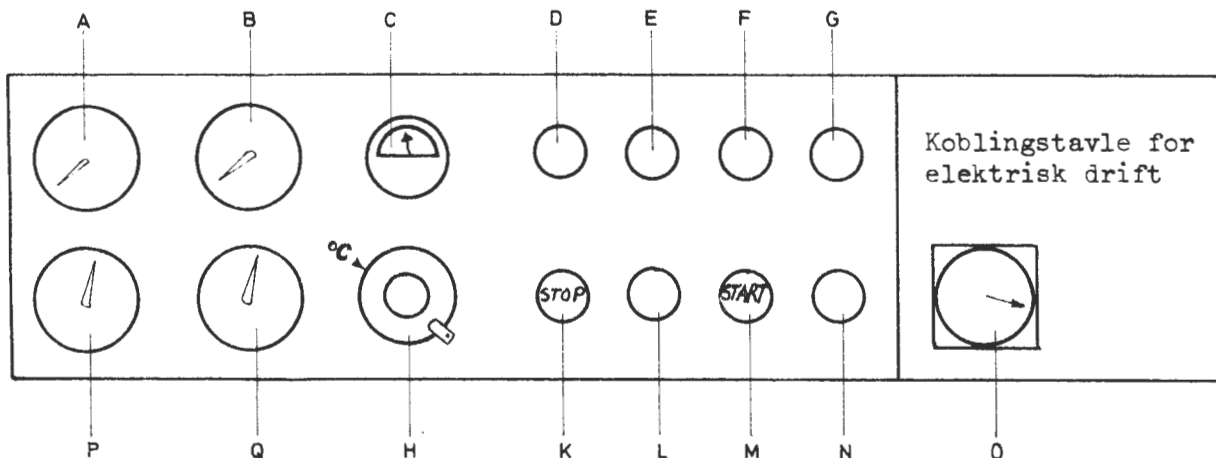 A B C D E F G
Koblingstavle for
elektrisk drift
°C
STOP START
P Q H K L M N O